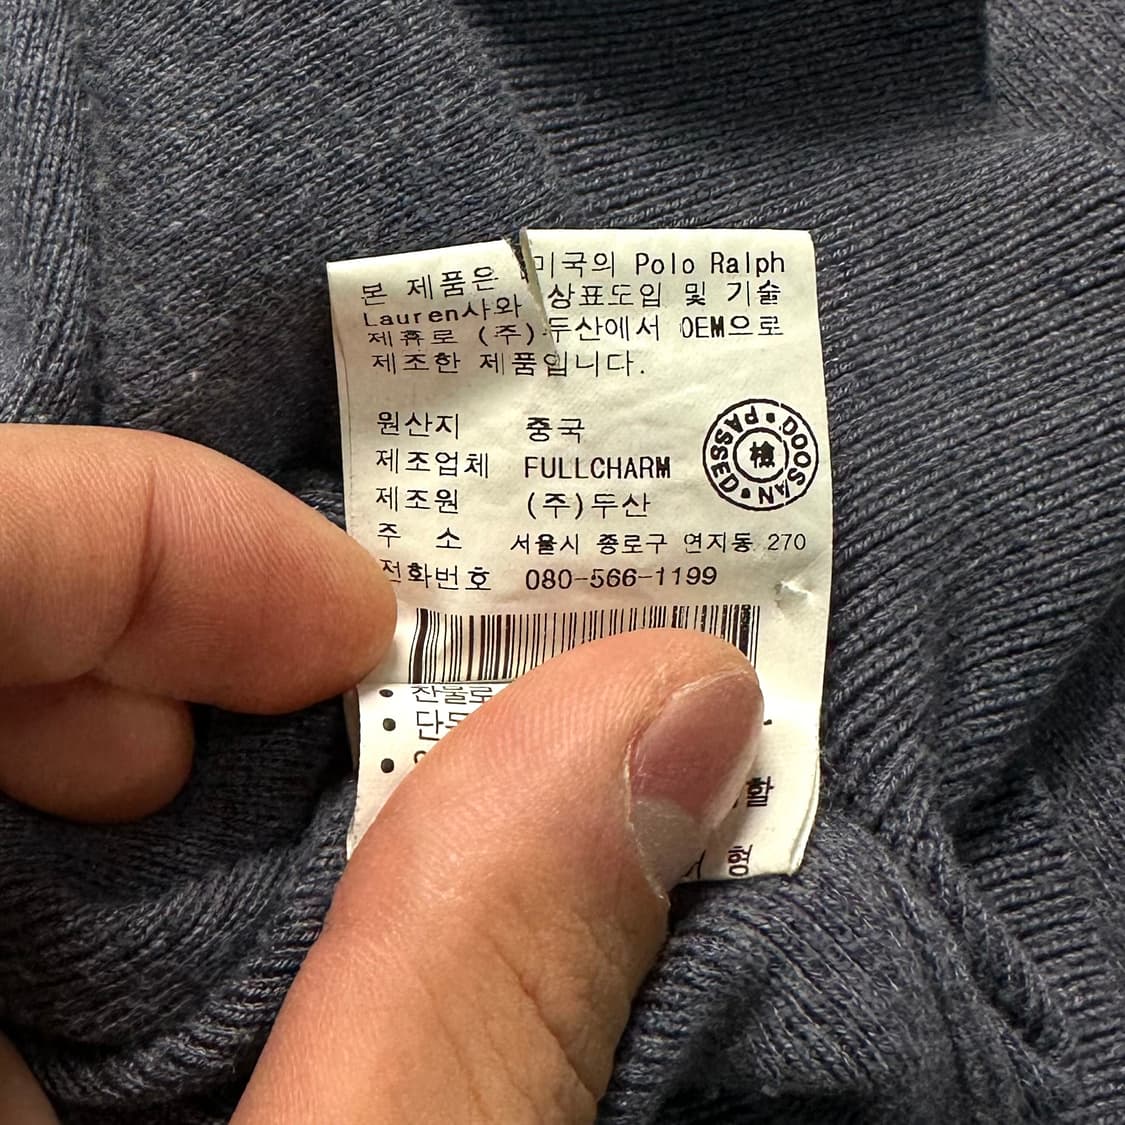 본 제품은 미국의 Polo Ralph
Lauren사와 상표도입 및 기술
제휴로 (주)두산에서 OEM으로
제조한 제품입니다.
원산지 중국
제조업체 FULLCHARM
제조원 (주)두산
주 소 서울시 종로구 연지동 270
전화번호 080-566-1199
DOOSAN • PASSED •
檢
• 찬물로
• 단
•